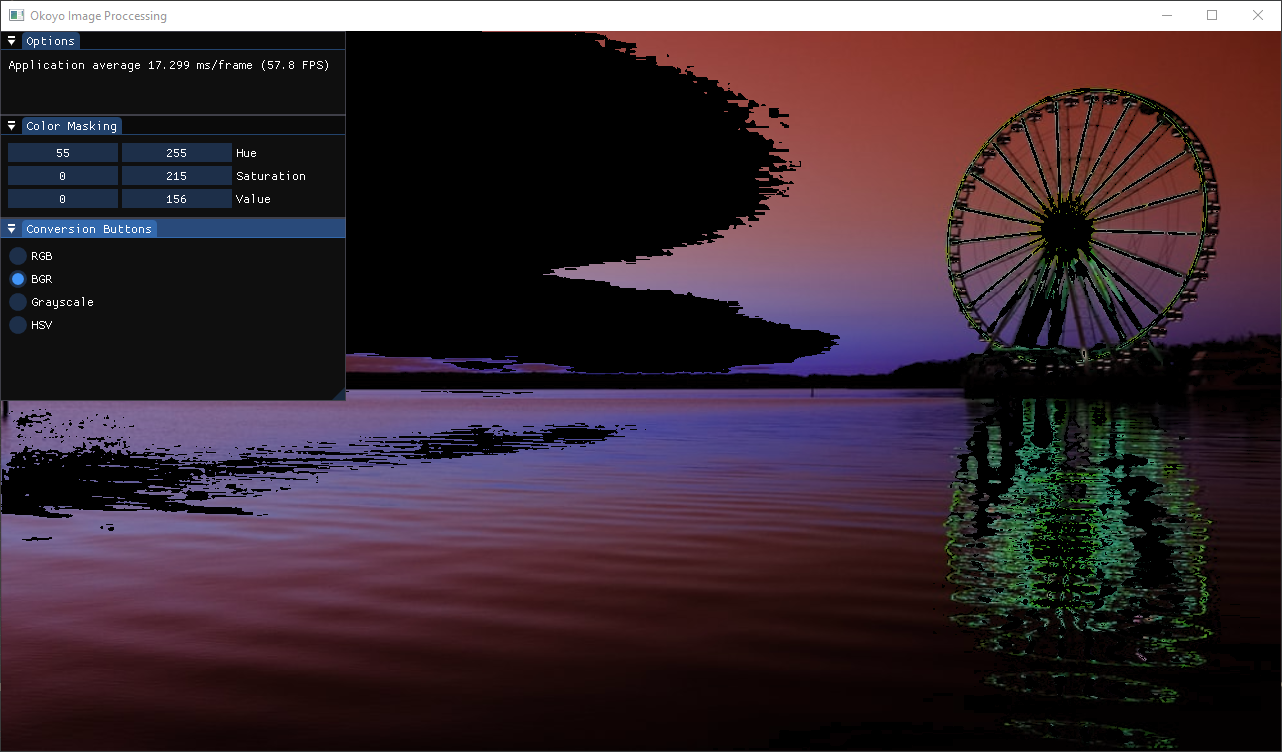 Okoyo Image Proccessing
Options
Application average 17.299 ms/frame (57.8 FPS)
Color Masking
55 255 Hue
0 215 Saturation
0 156 Value
Conversion Buttons
RGB
BGR
Grayscale
HSV